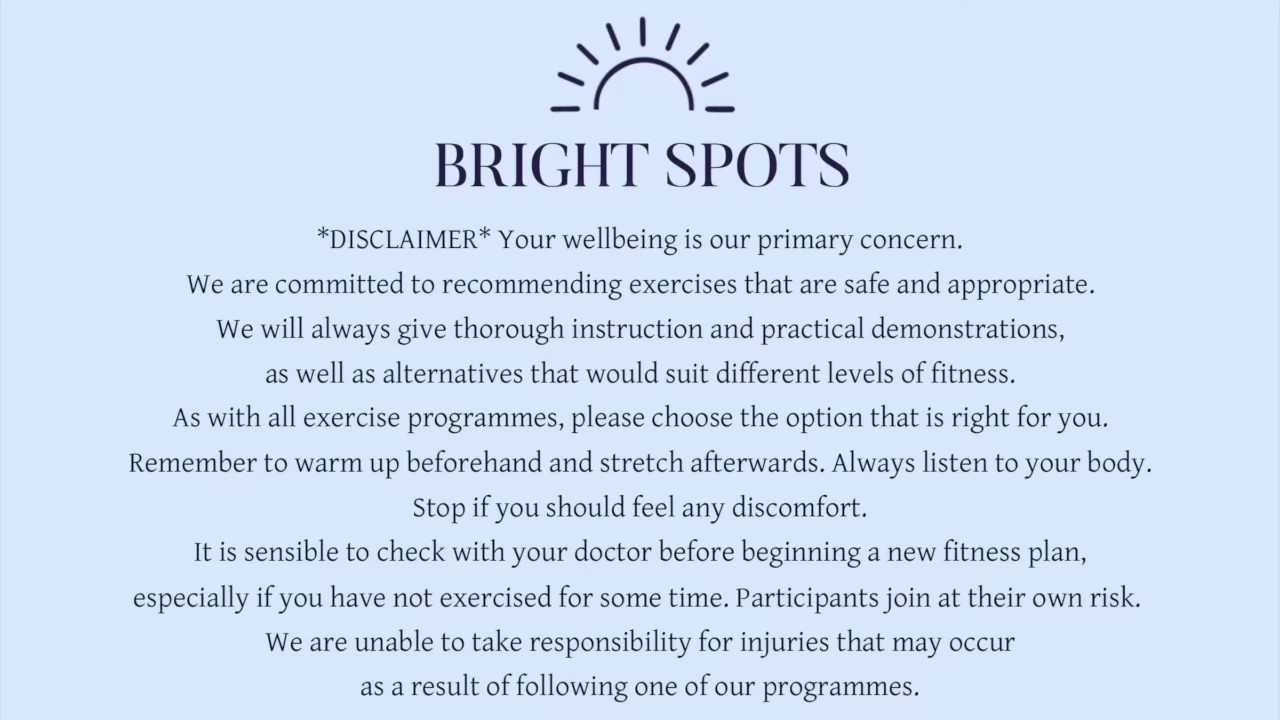 BRIGHT SPOTS
*DISCLAIMER* Your wellbeing is our primary concern.
We are committed to recommending exercises that are safe and appropriate.
We will always give thorough instruction and practical demonstrations,
as well as alternatives that would suit different levels of fitness.
As with all exercise programmes, please choose the option that is right for you.
Remember to warm up beforehand and stretch afterwards. Always listen to your body.
Stop if you should feel any discomfort.
It is sensible to check with your doctor before beginning a new fitness plan,
especially if you have not exercised for some time. Participants join at their own risk.
We are unable to take responsibility for injuries that may occur
as a result of following one of our programmes.